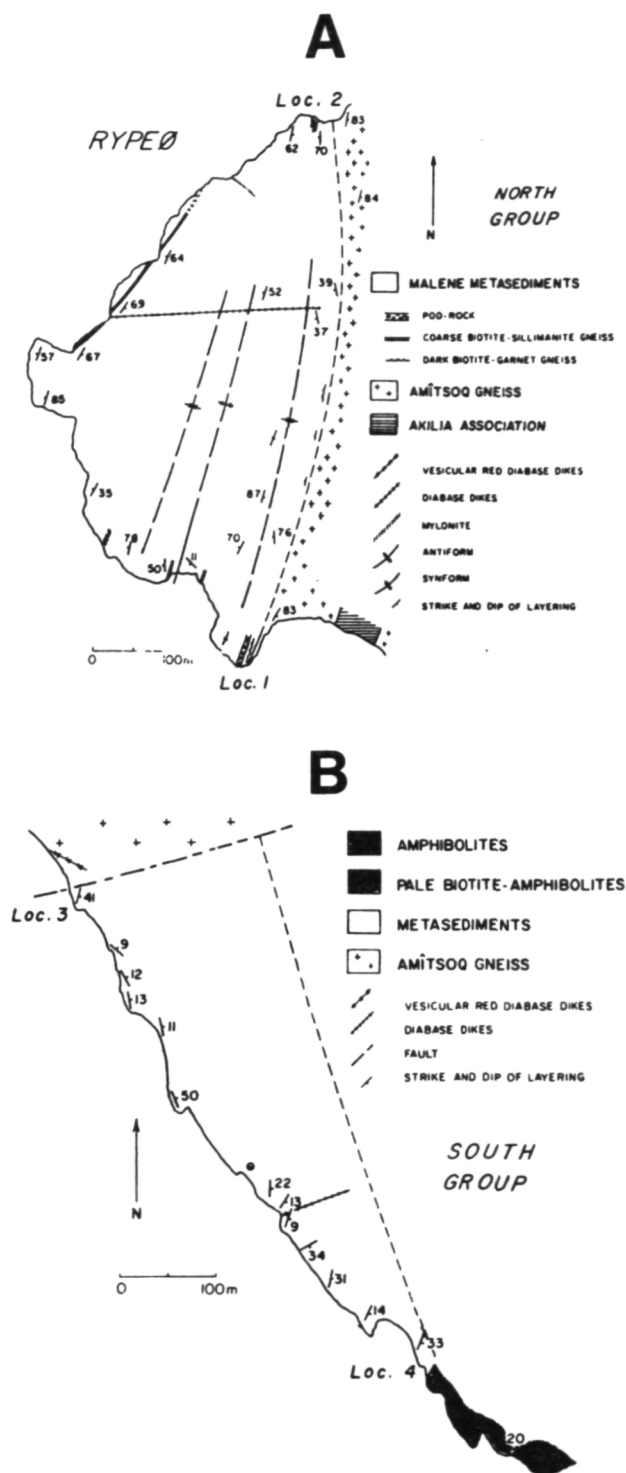 A
Loc. 2
RYPEØ
83
62
70
84
N
NORTH
GROUP
MALENE METASEDIMENTS
POD-ROCK
COARSE BIOTITE-SILLIMANITE GNEISS
DARK BIOTITE-GARNET GNEISS
AMÎTSOQ GNEISS
AKILIA ASSOCIATION
VESICULAR RED DIABASE DIKES
DIABASE DIKES
MYLONITE
ANTIFORM
SYNFORM
STRIKE AND DIP OF LAYERING
64
52
39
69
37
57
67
85
35
87
78
70
76
50
11
83
0 100m
Loc. 1
B
AMPHIBOLITES
PALE BIOTITE-AMPHIBOLITES
METASEDIMENTS
AMÎTSOQ GNEISS
VESICULAR RED DIABASE DIKES
DIABASE DIKES
FAULT
STRIKE AND DIP OF LAYERING
SOUTH
GROUP
Loc. 3
41
9
12
13
11
50
N
22
13
9
34
31
0 100m
14
33
Loc. 4
20